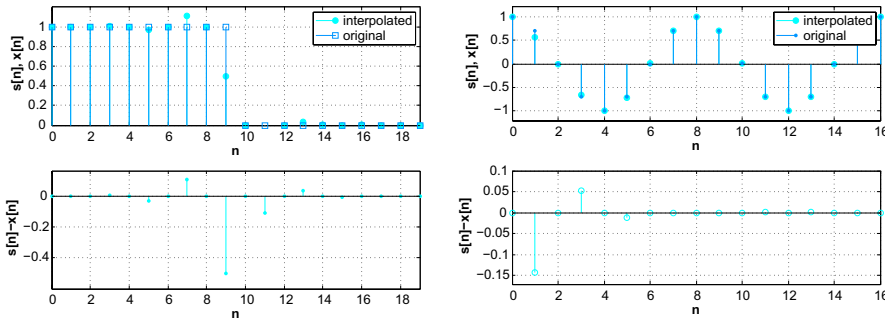 interpolated
original
s[n], x[n]
1
0.8
0.6
0.4
0.2
0
0 2 4 6 8 10 12 14 16 18
n
s[n]−x[n]
0
−0.2
−0.4
0 2 4 6 8 10 12 14 16 18
n
interpolated
original
s[n], x[n]
1
0.5
0
−0.5
−1
0 2 4 6 8 10 12 14 16
n
s[n]−x[n]
0.1
0.05
0
−0.05
−0.1
−0.15
0 2 4 6 8 10 12 14 16
n